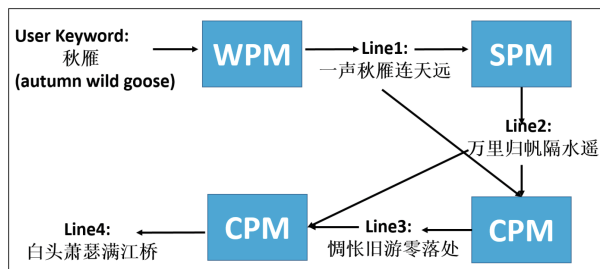 User Keyword:
秋雁
(autumn wild goose)
WPM
Line1:
一声秋雁连天远
SPM
Line2:
万里归帆隔水遥
CPM
Line3:
惆怅旧游零落处
CPM
Line4:
白头萧瑟满江桥